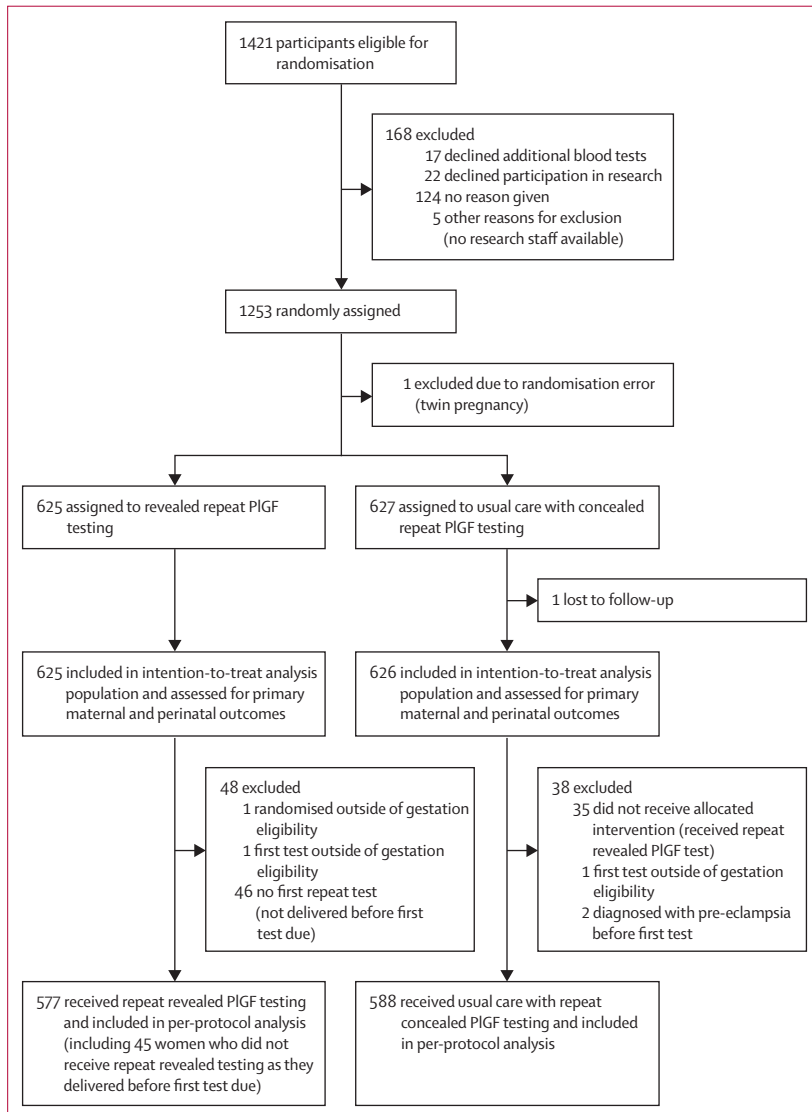 1421 participants eligible for
randomisation
168 excluded
17 declined additional blood tests
22 declined participation in research
124 no reason given
5 other reasons for exclusion
(no research staff available)
1253 randomly assigned
1 excluded due to randomisation error
(twin pregnancy)
625 assigned to revealed repeat PlGF
testing
627 assigned to usual care with concealed
repeat PlGF testing
1 lost to follow-up
625 included in intention-to-treat analysis
population and assessed for primary
maternal and perinatal outcomes
626 included in intention-to-treat analysis
population and assessed for primary
maternal and perinatal outcomes
48 excluded
1 randomised outside of gestation
eligibility
1 first test outside of gestation
eligibility
46 no first repeat test
(not delivered before first
test due)
38 excluded
35 did not receive allocated
intervention (received repeat
revealed PlGF test)
1 first test outside of gestation
eligibility
2 diagnosed with pre-eclampsia
before first test
577 received repeat revealed PlGF testing
and included in per-protocol analysis
(including 45 women who did not
receive repeat revealed testing as they
delivered before first test due)
588 received usual care with repeat
concealed PlGF testing and included
in per-protocol analysis